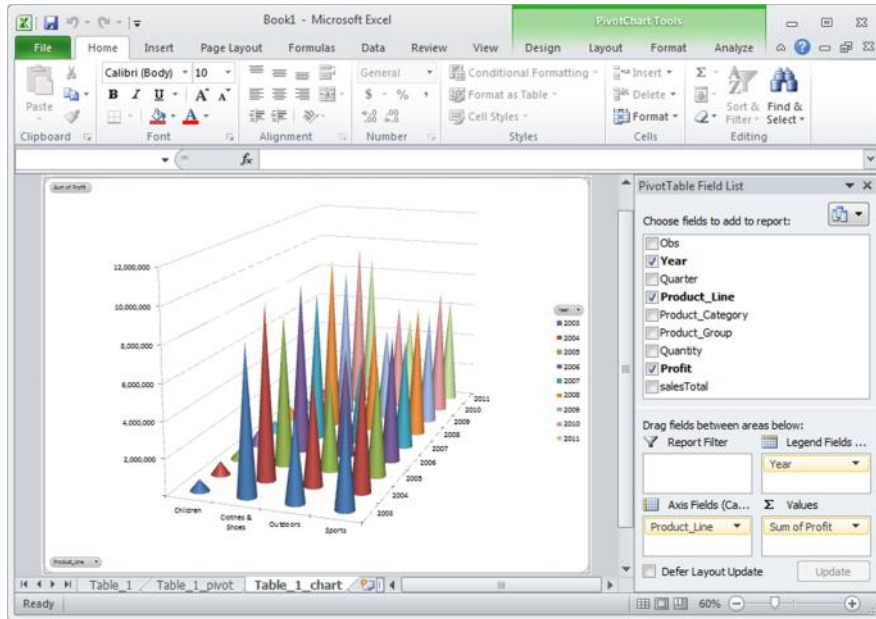 Book1 - Microsoft Excel
PivotChart Tools
File Home Insert Page Layout Formulas Data Review View Design Layout Format Analyze
Calibri (Body) 10
General
Conditional Formatting
Insert
Σ
Paste
B I U A A
$ % ,
Format as Table
Delete
Sort & Filter
Find & Select
Cell Styles
Format
Clipboard Font Alignment Number Styles Cells Editing
fx
Sum of Profit
12,000,000
10,000,000
8,000,000
6,000,000
4,000,000
2,000,000
Children
Clothes & Shoes
Outdoors
Sports
2003
2004
2005
2006
2007
2008
2009
2010
2011
Year
2003
2004
2005
2006
2007
2008
2009
2010
2011
Product_Line
PivotTable Field List
Choose fields to add to report:
Obs
Year
Quarter
Product_Line
Product_Category
Product_Group
Quantity
Profit
salesTotal
Drag fields between areas below:
Report Filter
Legend Fields ...
Year
Axis Fields (Ca...
Σ Values
Product_Line
Sum of Profit
Defer Layout Update
Update
Table_1 Table_1_pivot Table_1_chart
Ready
60%